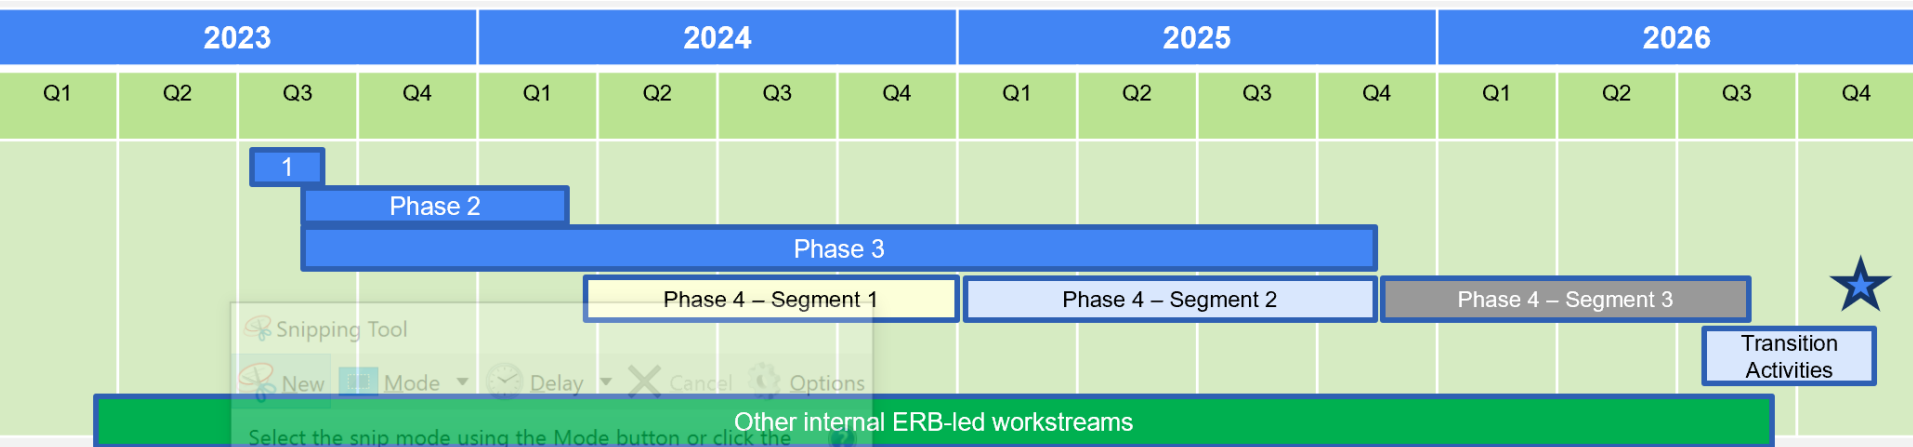 2023 2024 2025 2026
Q1 Q2 Q3 Q4 Q1 Q2 Q3 Q4 Q1 Q2 Q3 Q4 Q1 Q2 Q3 Q4
1
Phase 2
Phase 3
Phase 4 – Segment 1 Phase 4 – Segment 2 Phase 4 – Segment 3
Snipping Tool
Transition
Activities
New Mode Delay Cancel Options
Other internal ERB-led workstreams
Select the snip mode using the Mode button or click the